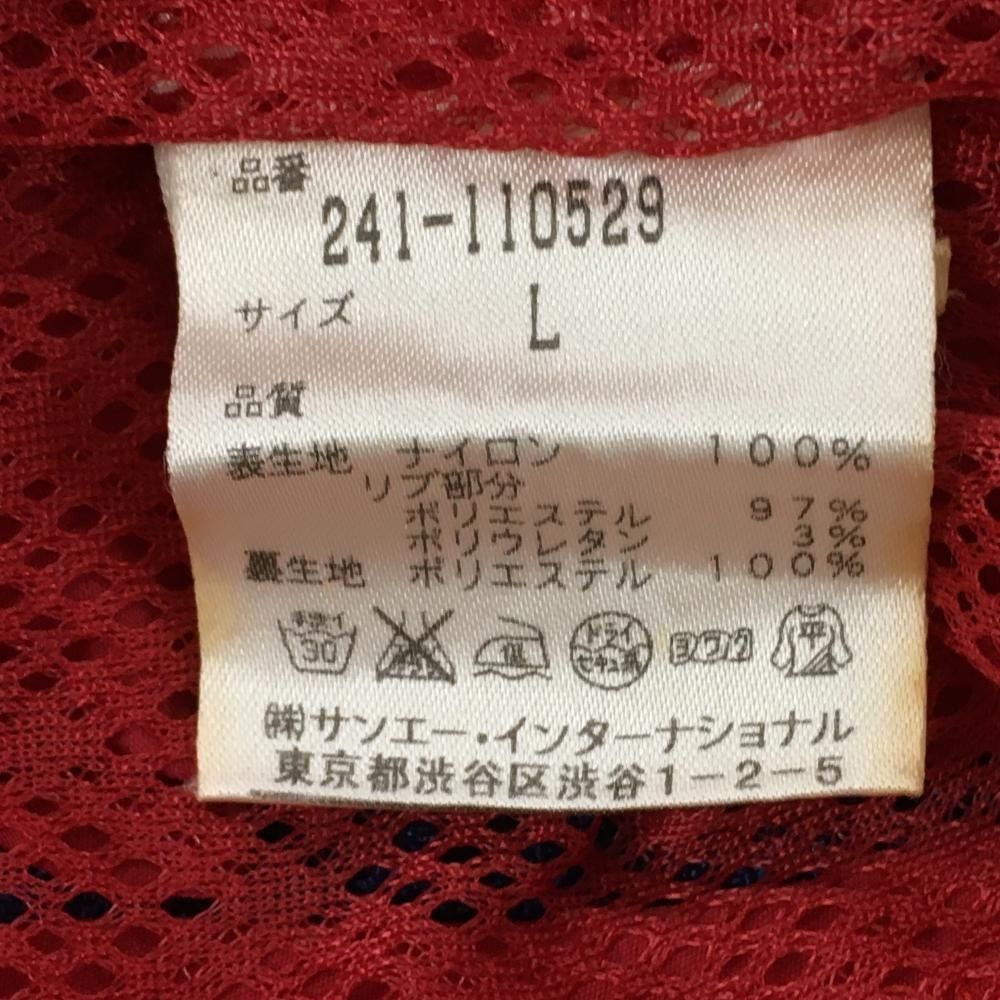 品番
241-110529
サイズ L
品質
表生地 ナイロン 100%
リブ部分
ポリエステル 97%
ポリウレタン 3%
裏生地 ポリエステル 100%
30 低 ドライ セキユ系 ヨワク 平
㈱サンエー・インターナショナル
東京都渋谷区渋谷1-2-5